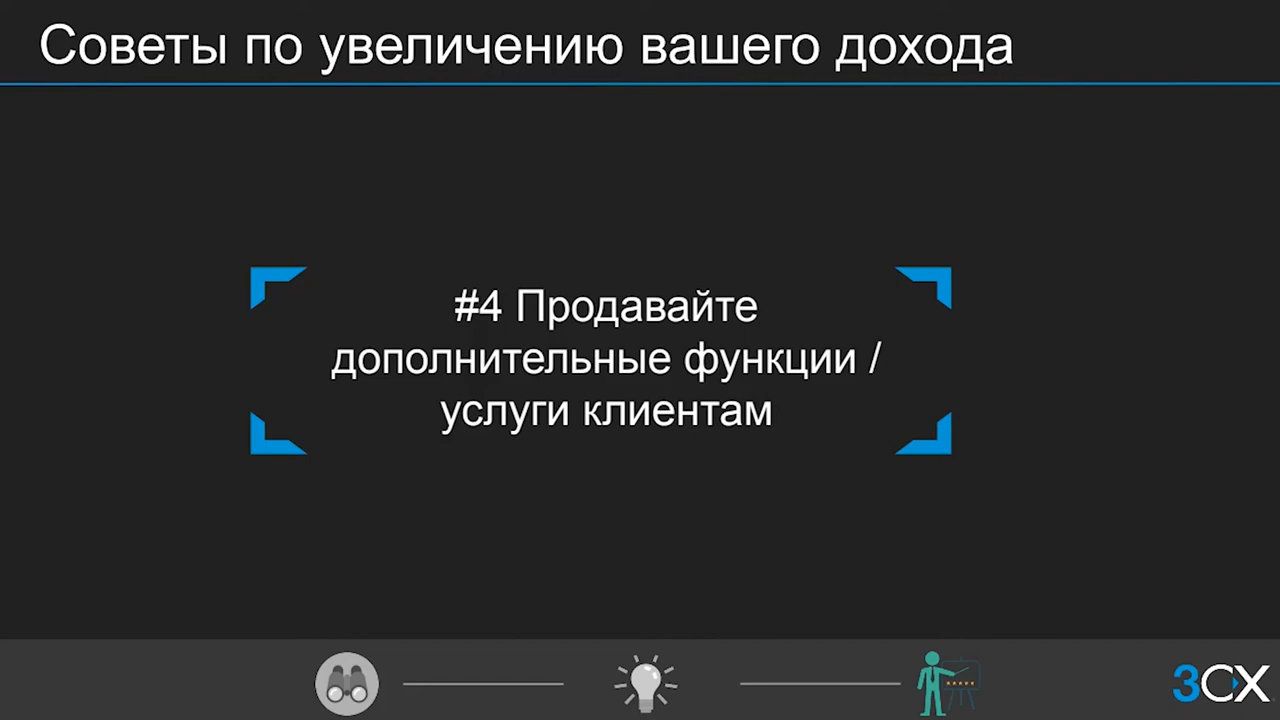 Советы по увеличению вашего дохода
#4 Продавайте
дополнительные функции /
услуги клиентам
3CX